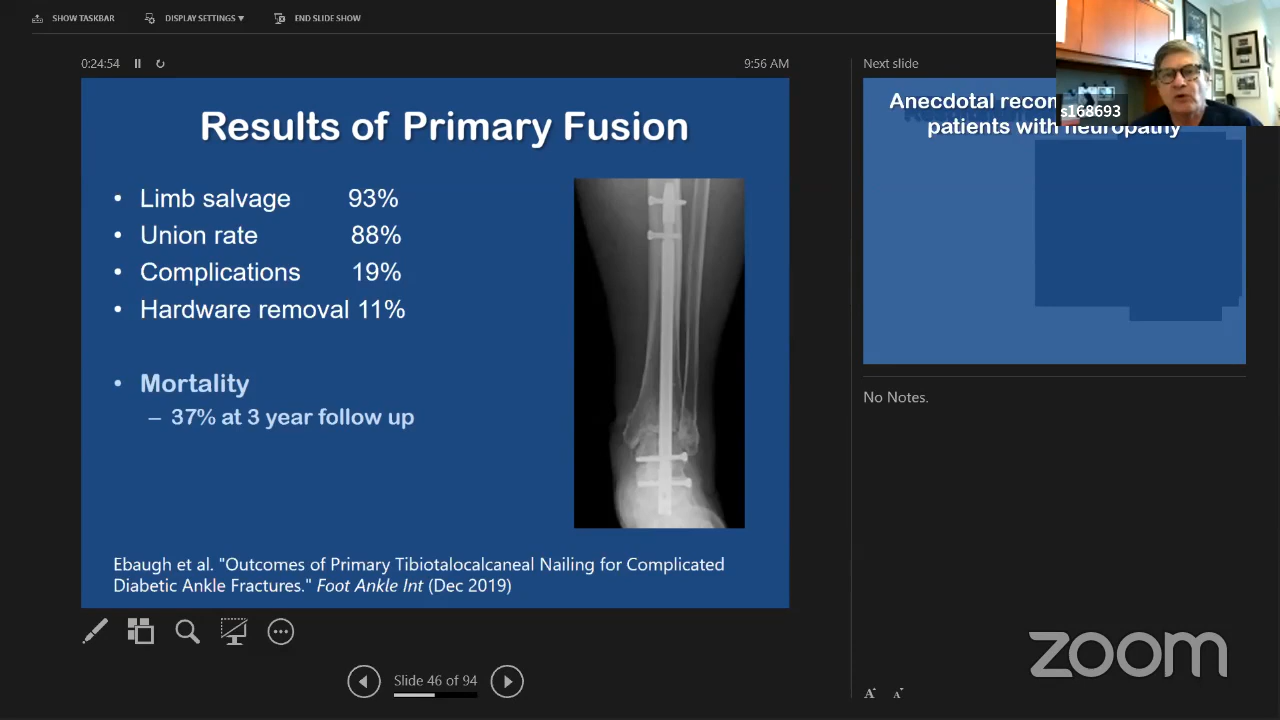 SHOW TASKBAR
DISPLAY SETTINGS ▾
END SLIDE SHOW
0:24:54
9:56 AM
Results of Primary Fusion
• Limb salvage 93%
• Union rate 88%
• Complications 19%
• Hardware removal 11%
• Mortality
– 37% at 3 year follow up
Ebaugh et al. "Outcomes of Primary Tibiotalocalcaneal Nailing for Complicated
Diabetic Ankle Fractures." Foot Ankle Int (Dec 2019)
Slide 46 of 94
Next slide
Anecdotal
patients with neuropathy
No Notes.
A A
s168693
zoom